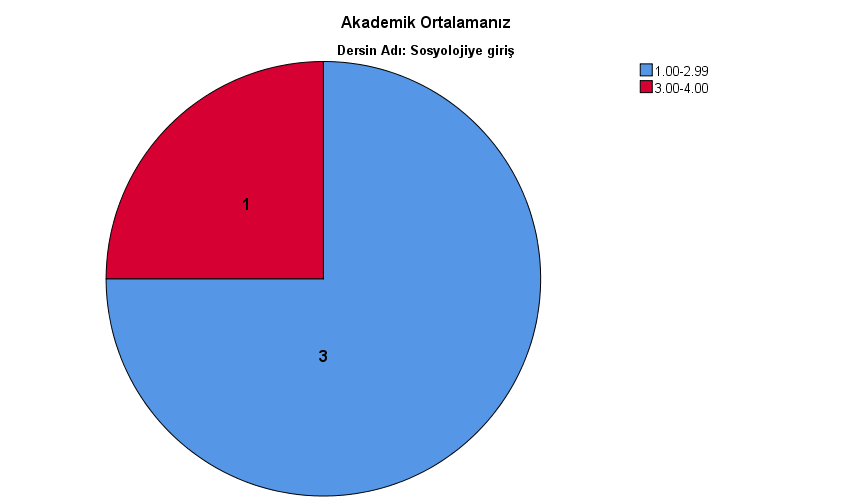 Akademik Ortalamanız
Dersin Adı: Sosyolojiye giriş
1.00-2.99
3.00-4.00
1
3